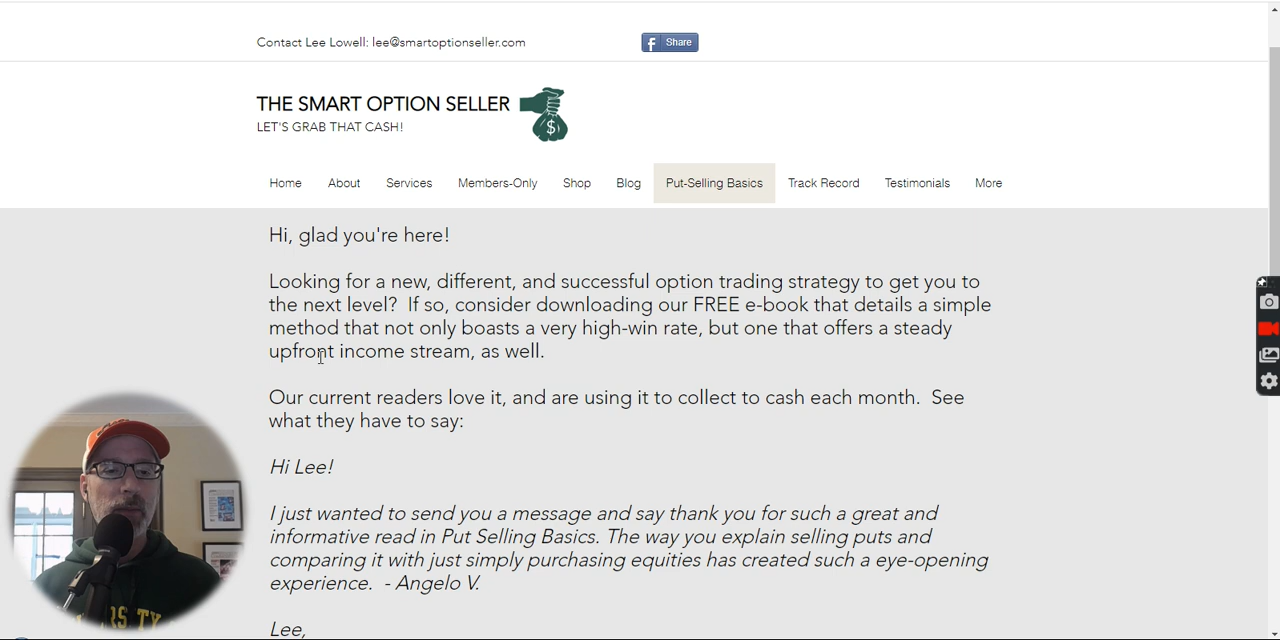 Contact Lee Lowell: lee@smartoptionseller.com
f Share
THE SMART OPTION SELLER
LET'S GRAB THAT CASH!
$
Home About Services Members-Only Shop Blog Put-Selling Basics Track Record Testimonials More
Hi, glad you're here!
Looking for a new, different, and successful option trading strategy to get you to
the next level?  If so, consider downloading our FREE e-book that details a simple
method that not only boasts a very high-win rate, but one that offers a steady
upfront income stream, as well.
Our current readers love it, and are using it to collect to cash each month.  See
what they have to say:
Hi Lee!
I just wanted to send you a message and say thank you for such a great and
informative read in Put Selling Basics. The way you explain selling puts and
comparing it with just simply purchasing equities has created such a eye-opening
experience.  - Angelo V.
Lee,